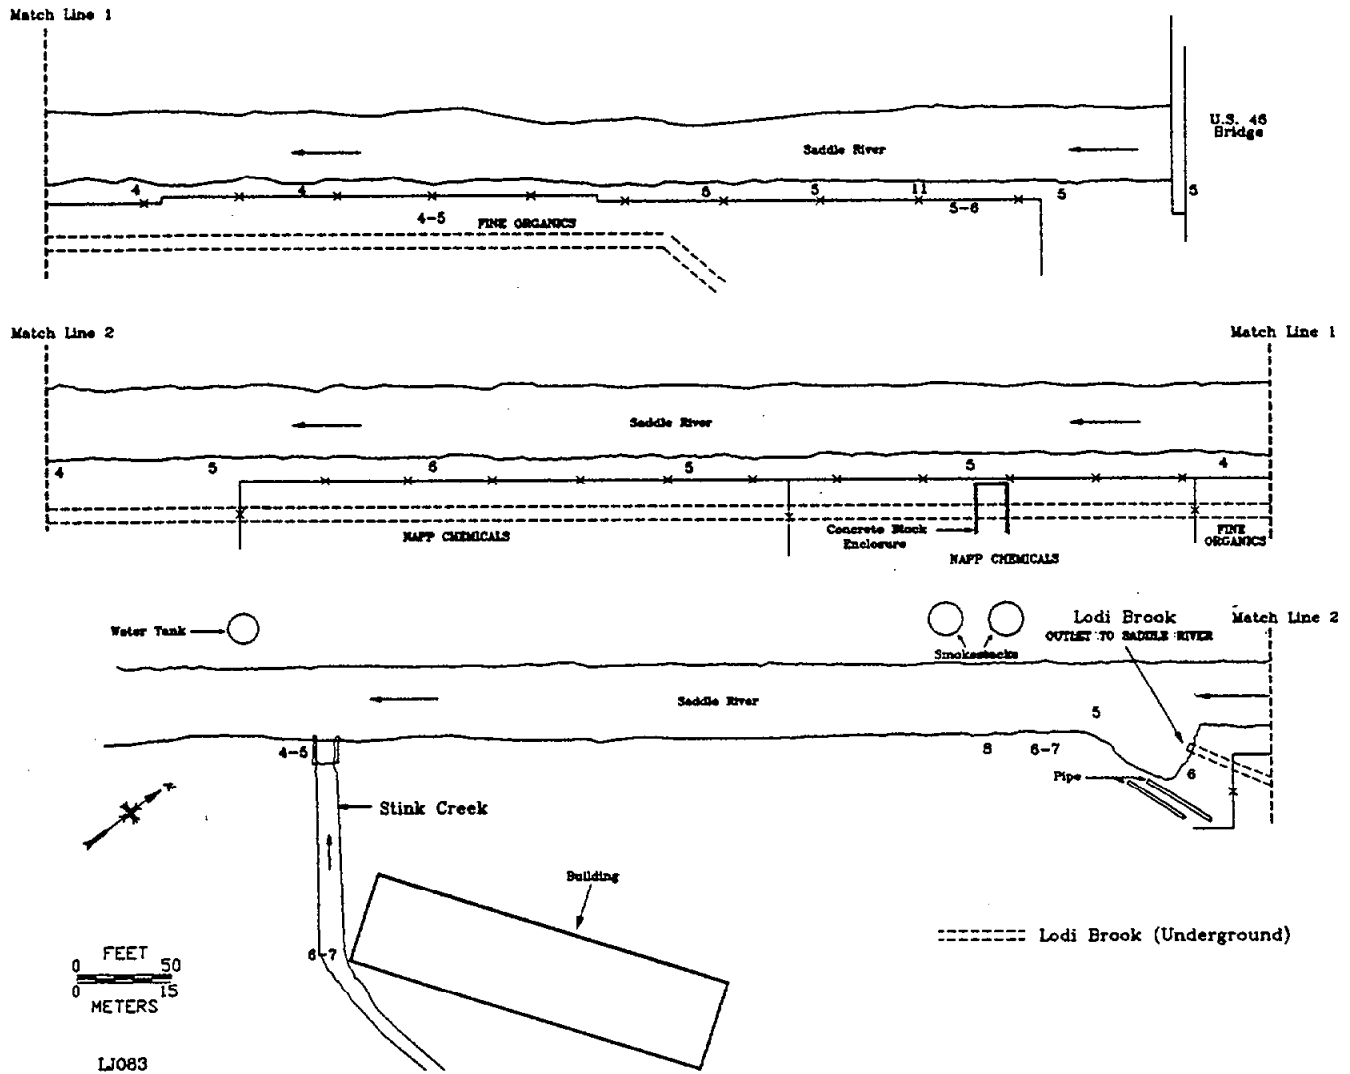 Match Line 1
U.S. 46
Bridge
Saddle River
4
4
5
5
11
5
5
4-5
5-6
FINE ORGANICS
Match Line 2
Match Line 1
Saddle River
4
5
6
5
5
4
NAPP CHEMICALS
Concrete Block
Enclosure
NAPP CHEMICALS
FINE
ORGANICS
Water Tank
Smokestacks
Lodi Brook
OUTLET TO SADDLE RIVER
Match Line 2
Saddle River
5
4-5
8
6-7
6
Pipe
Stink Creek
Building
6-7
Lodi Brook (Underground)
FEET
0 50
0 15
METERS
LJ063